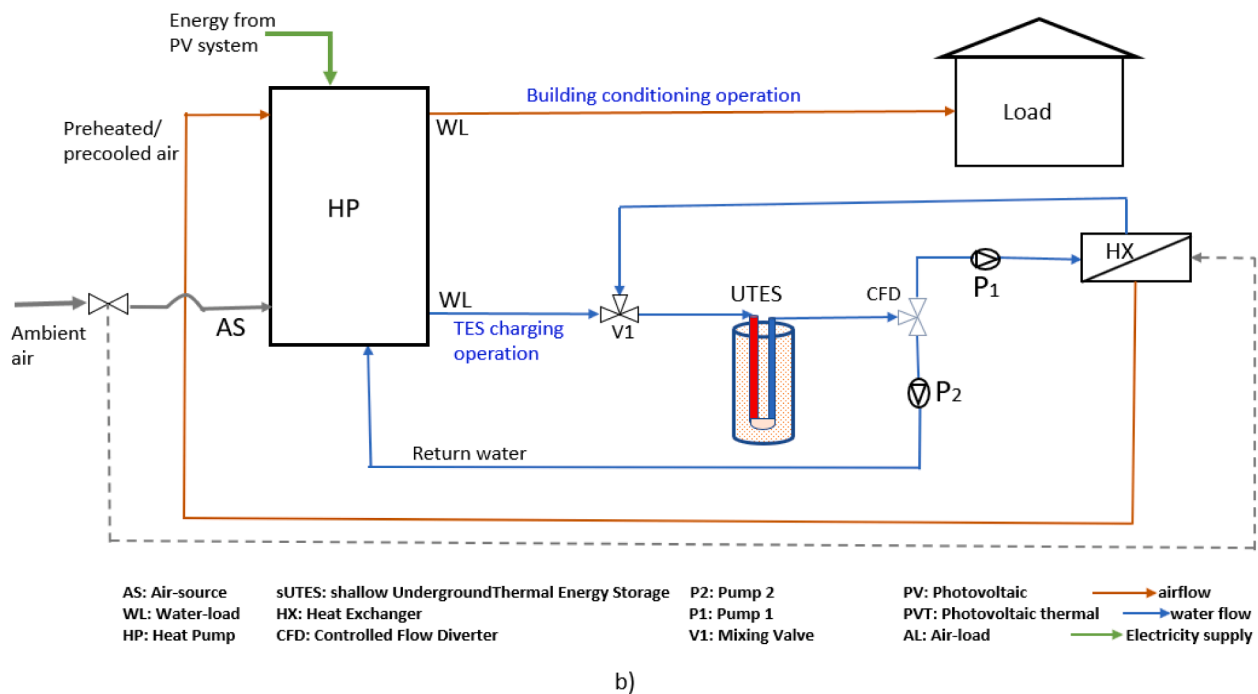 Energy from
PV system
Building conditioning operation
WL
Load
Preheated/
precooled air
HP
HX
P1
UTES
CFD
WL
V1
TES charging
operation
AS
Ambient
air
P2
Return water
AS: Air-source
WL: Water-load
HP: Heat Pump
sUTES: shallow UndergroundThermal Energy Storage
HX: Heat Exchanger
CFD: Controlled Flow Diverter
P2: Pump 2
P1: Pump 1
V1: Mixing Valve
PV: Photovoltaic
PVT: Photovoltaic thermal
AL: Air-load
airflow
water flow
Electricity supply
b)